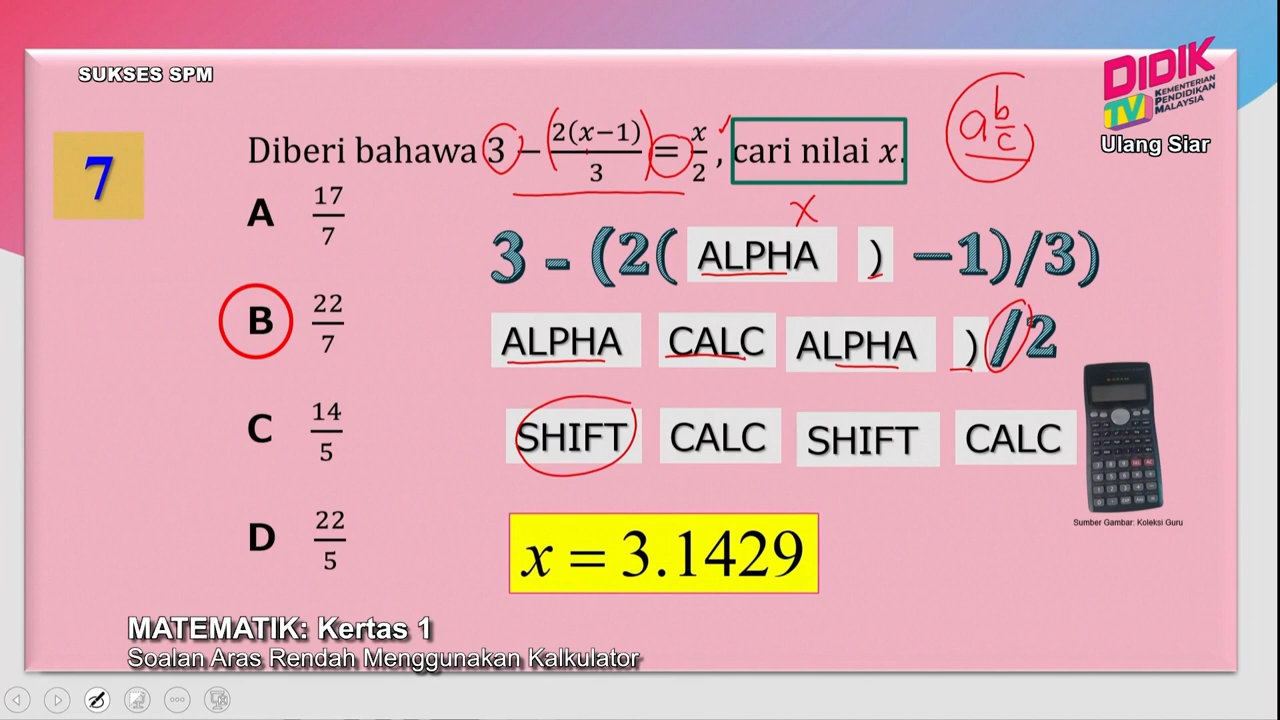 SUKSES SPM
DIDIK
TV KEMENTERIAN PENDIDIKAN MALAYSIA
Ulang Siar
7
Diberi bahawa 3 − 2(x−1)/3 = x/2 , cari nilai x.
a b/c
x
A 17/7
B 22/7
C 14/5
D 22/5
3 - (2( ALPHA ) −1)/3)
ALPHA CALC ALPHA ) /2
SHIFT CALC SHIFT CALC
x = 3.1429
Sumber Gambar: Koleksi Guru
MATEMATIK: Kertas 1
Soalan Aras Rendah Menggunakan Kalkulator